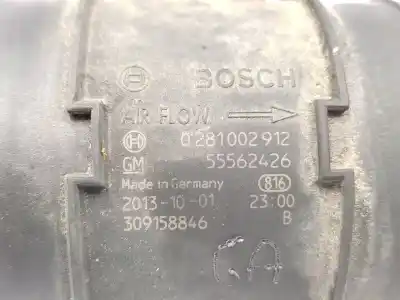 BOSCH
AIR FLOW
0 281 002 912
GM 55562426
Made in Germany 816
2013-10-01 23:00
309158846 B
GA